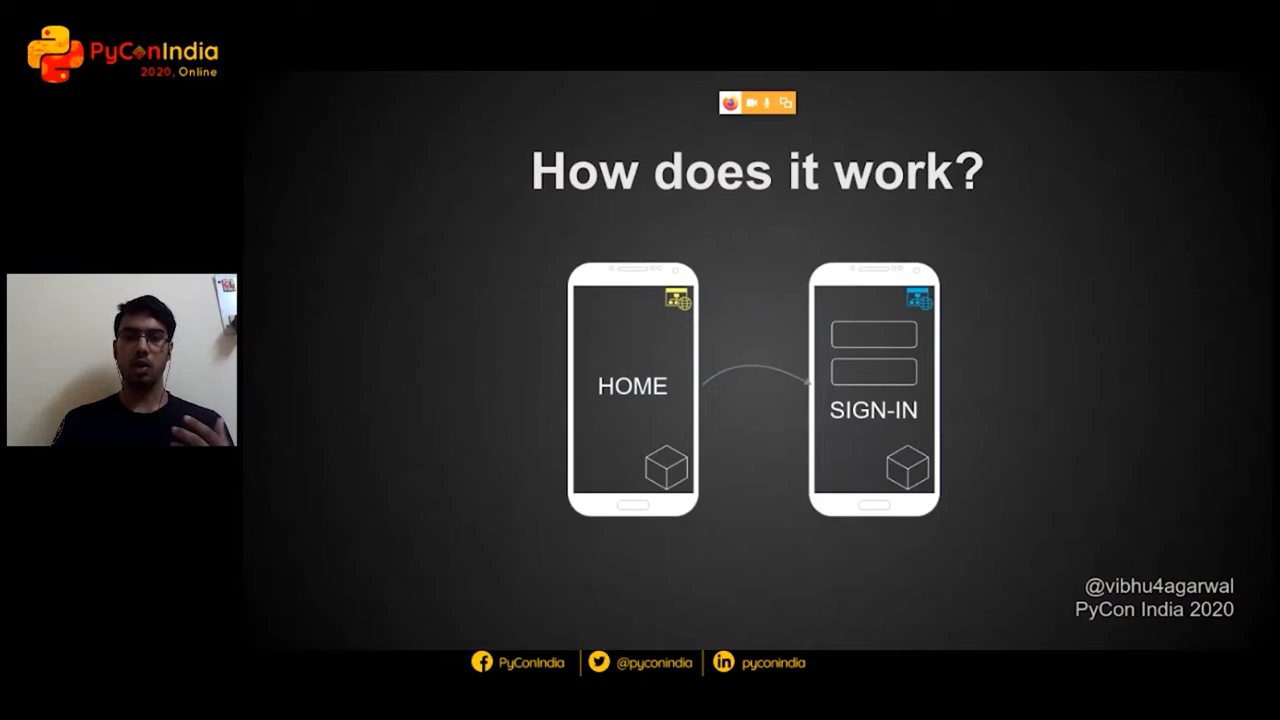 PyConIndia
2020, Online
How does it work?
HOME
SIGN-IN
@vibhu4agarwal
PyCon India 2020
PyConIndia
@pyconindia
pyconindia